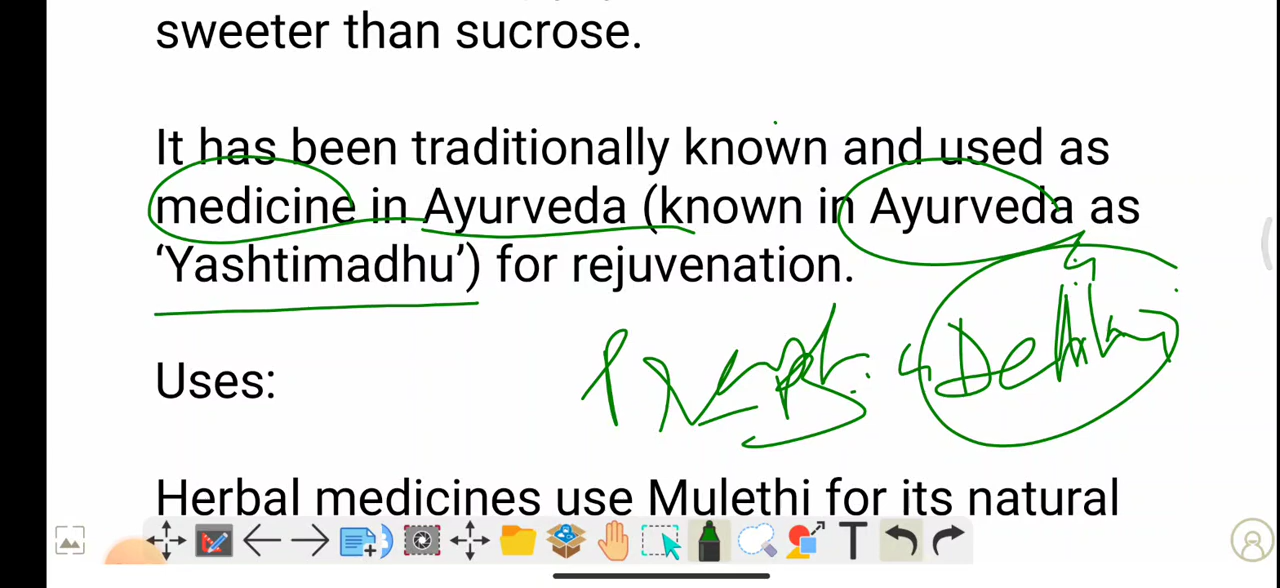 sweeter than sucrose.
It has been traditionally known and used as
medicine in Ayurveda (known in Ayurveda as
‘Yashtimadhu’) for rejuvenation.
Delhi
Uses:
Herbal medicines use Mulethi for its natural
T